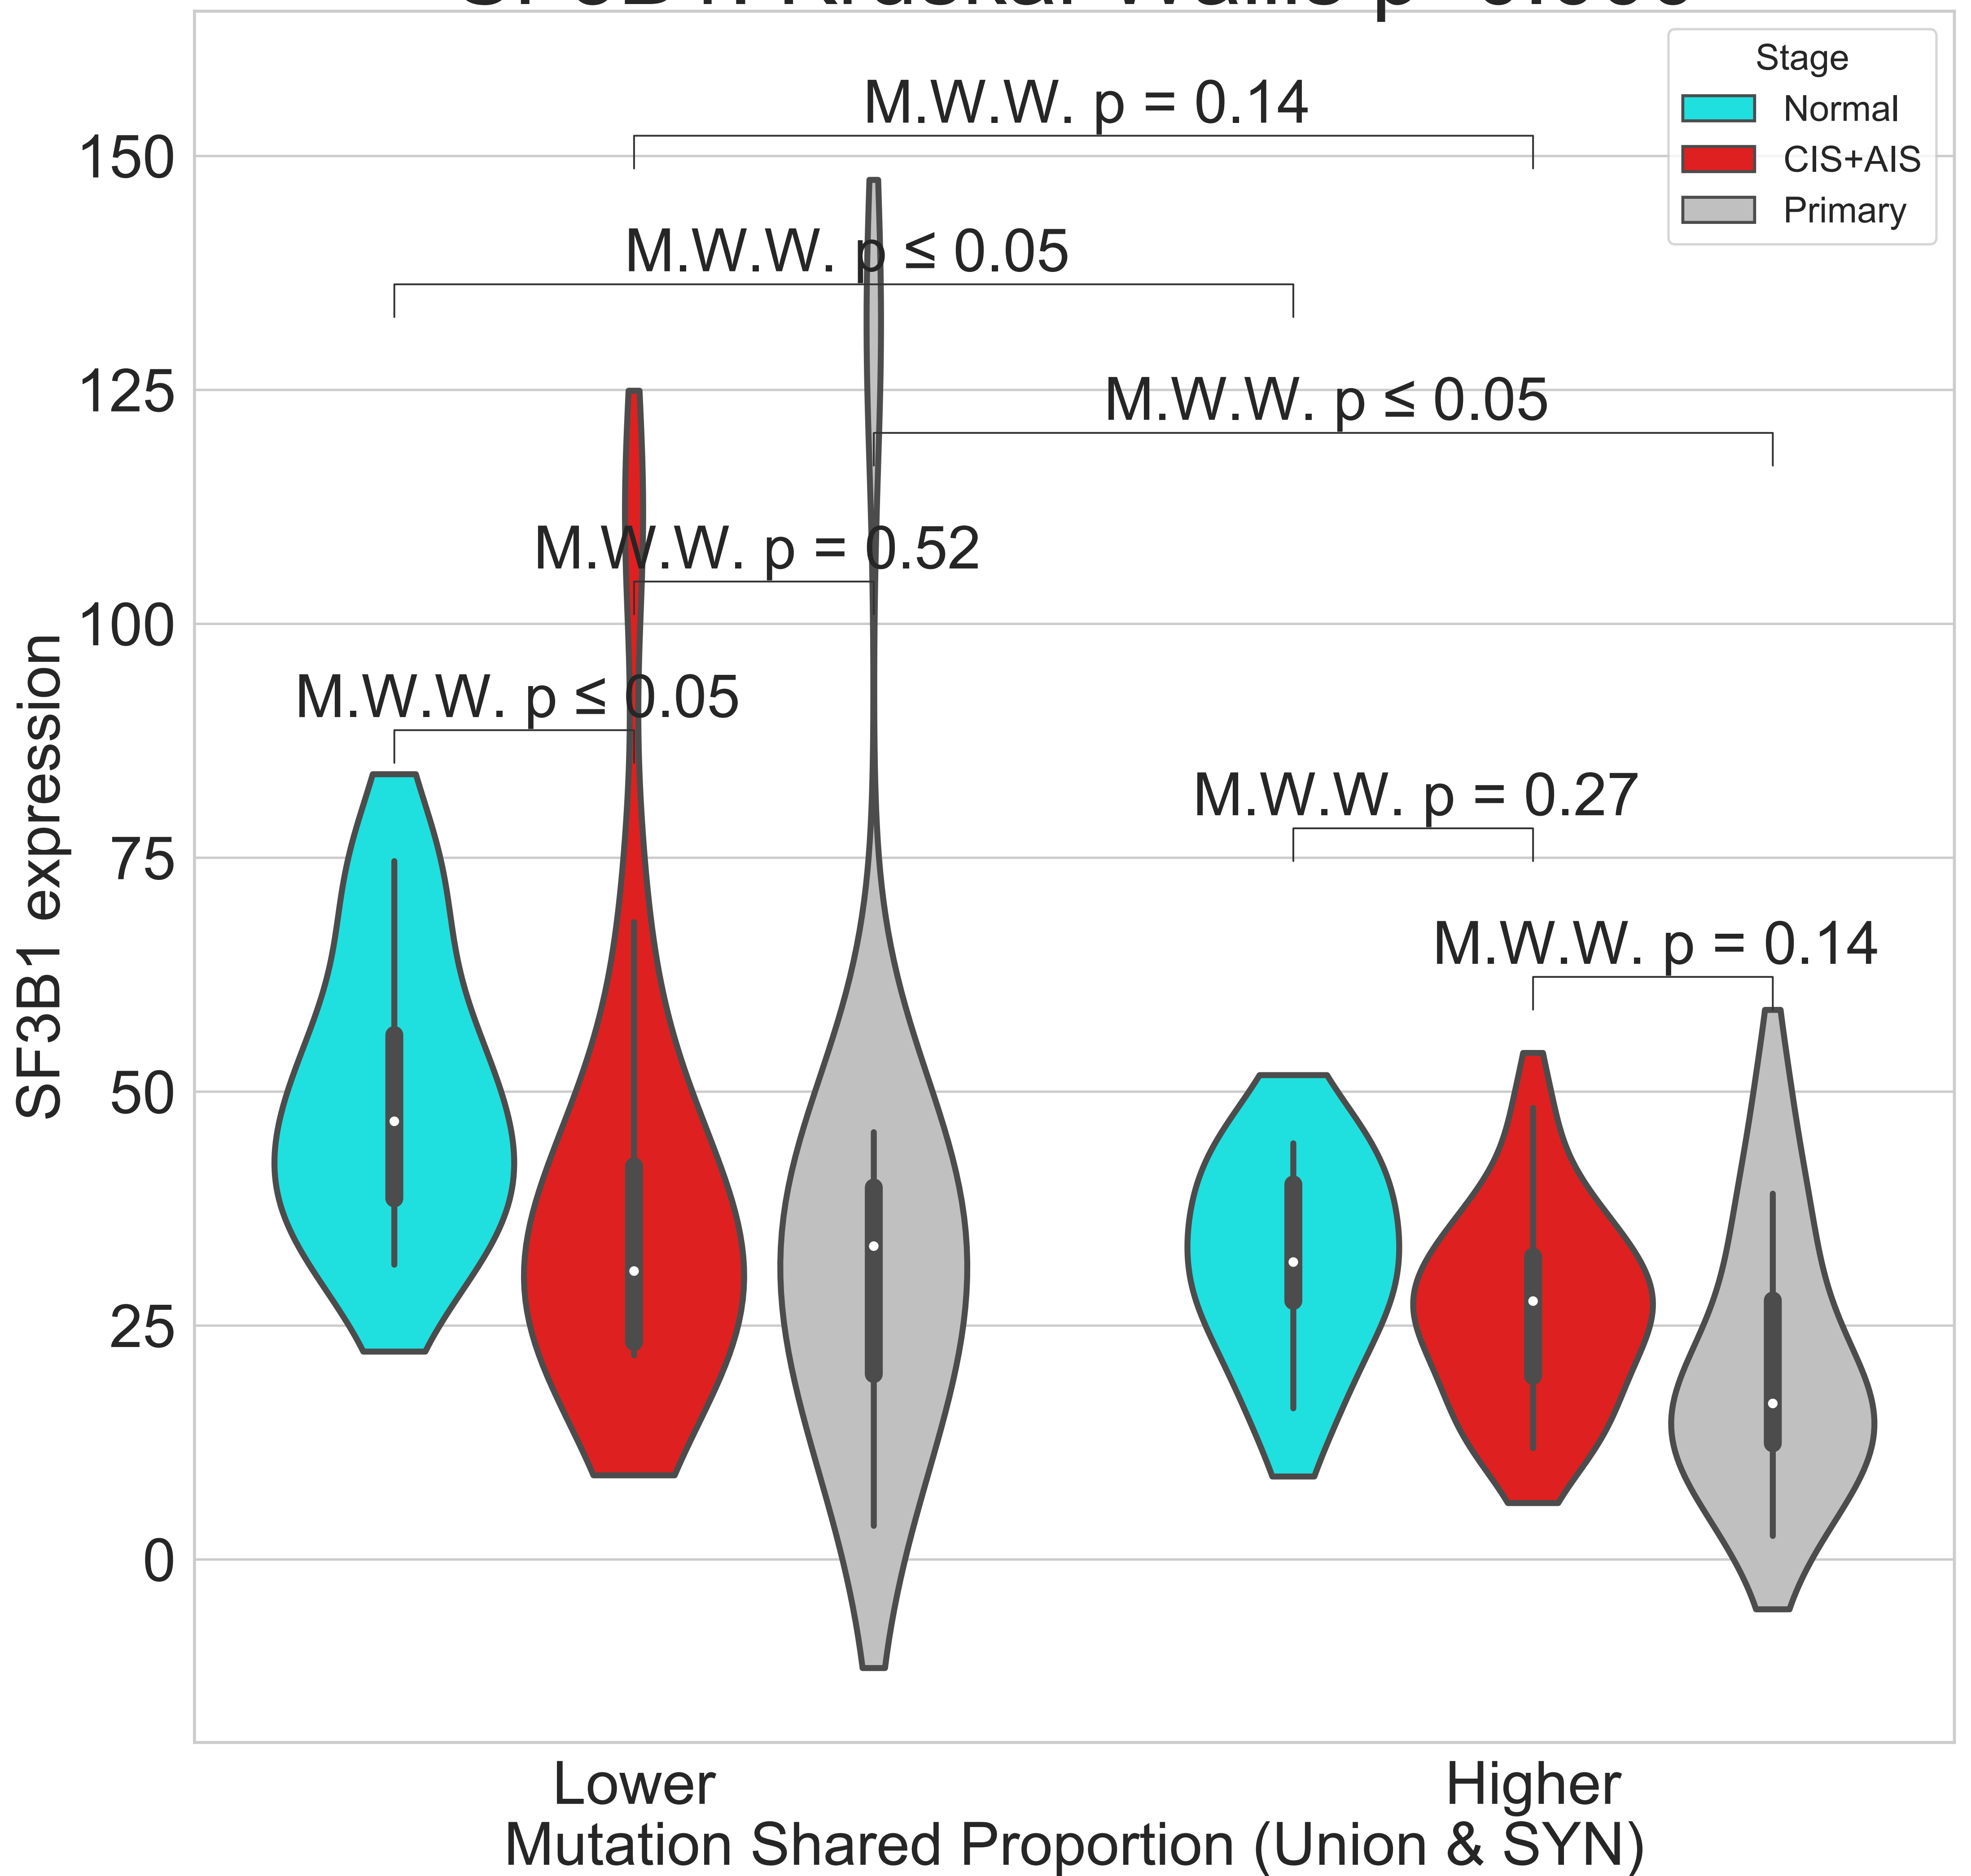 Stage
Normal
CIS+AIS
Primary
M.W.W. p = 0.14
M.W.W. p ≤ 0.05
M.W.W. p ≤ 0.05
M.W.W. p = 0.52
M.W.W. p ≤ 0.05
M.W.W. p = 0.27
M.W.W. p = 0.14
150
125
100
75
50
25
0
SF3B1 expression
Lower
Higher
Mutation Shared Proportion (Union & SYN)